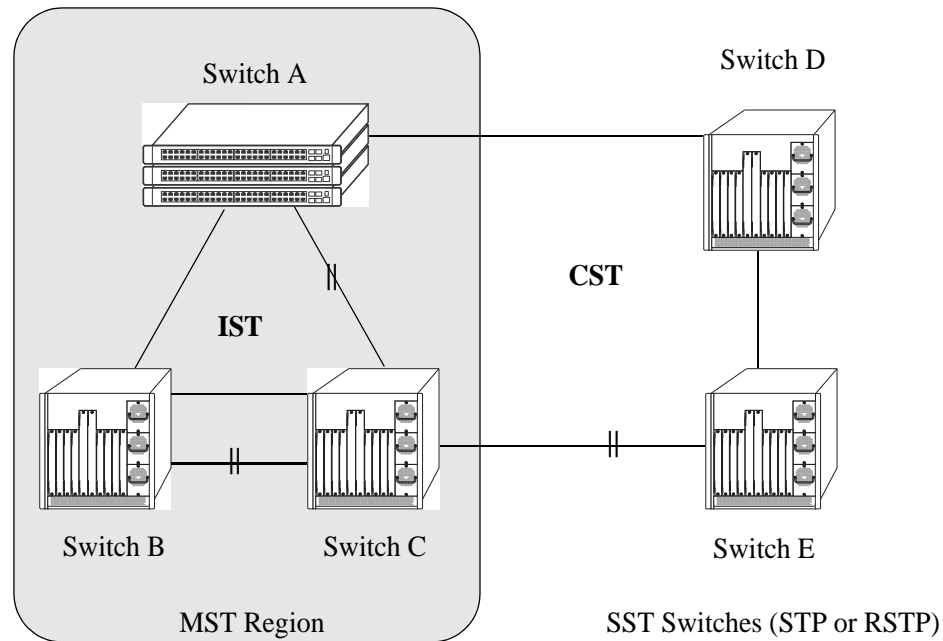 Switch A
Switch D
CST
IST
Switch B
Switch C
Switch E
MST Region
SST Switches (STP or RSTP)